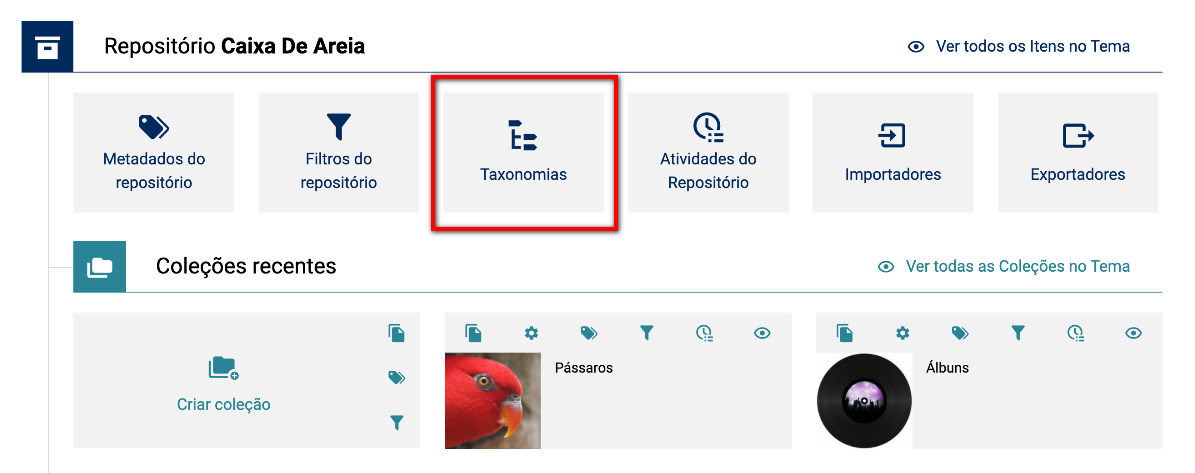 Repositório Caixa De Areia
Ver todos os Itens no Tema
Metadados do
repositório
Filtros do
repositório
Taxonomias
Atividades do
Repositório
Importadores
Exportadores
Coleções recentes
Ver todas as Coleções no Tema
Criar coleção
Pássaros
Álbuns